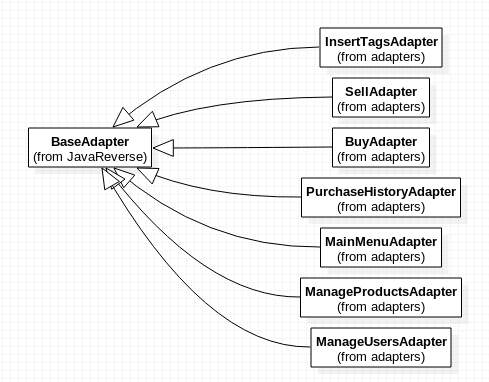 InsertTagsAdapter
(from adapters)
SellAdapter
(from adapters)
BaseAdapter
(from JavaReverse)
BuyAdapter
(from adapters)
PurchaseHistoryAdapter
(from adapters)
MainMenuAdapter
(from adapters)
ManageProductsAdapter
(from adapters)
ManageUsersAdapter
(from adapters)